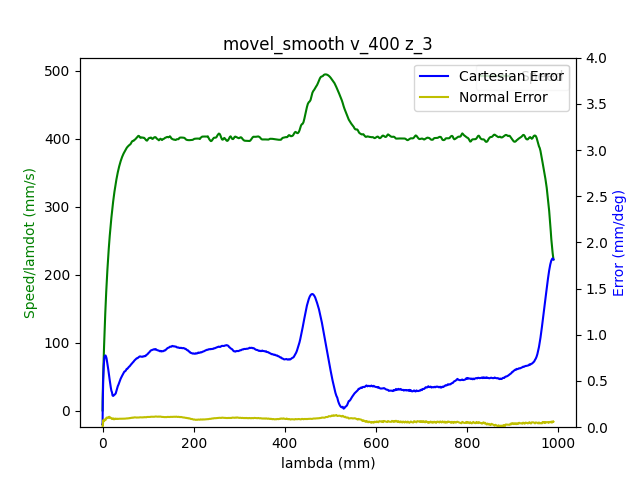 movel_smooth v_400 z_3
Cartesian Error
Normal Error
500
400
300
200
100
0
Speed/lamdot (mm/s)
4.0
3.5
3.0
2.5
2.0
1.5
1.0
0.5
0.0
Error (mm/deg)
0 200 400 600 800 1000
lambda (mm)